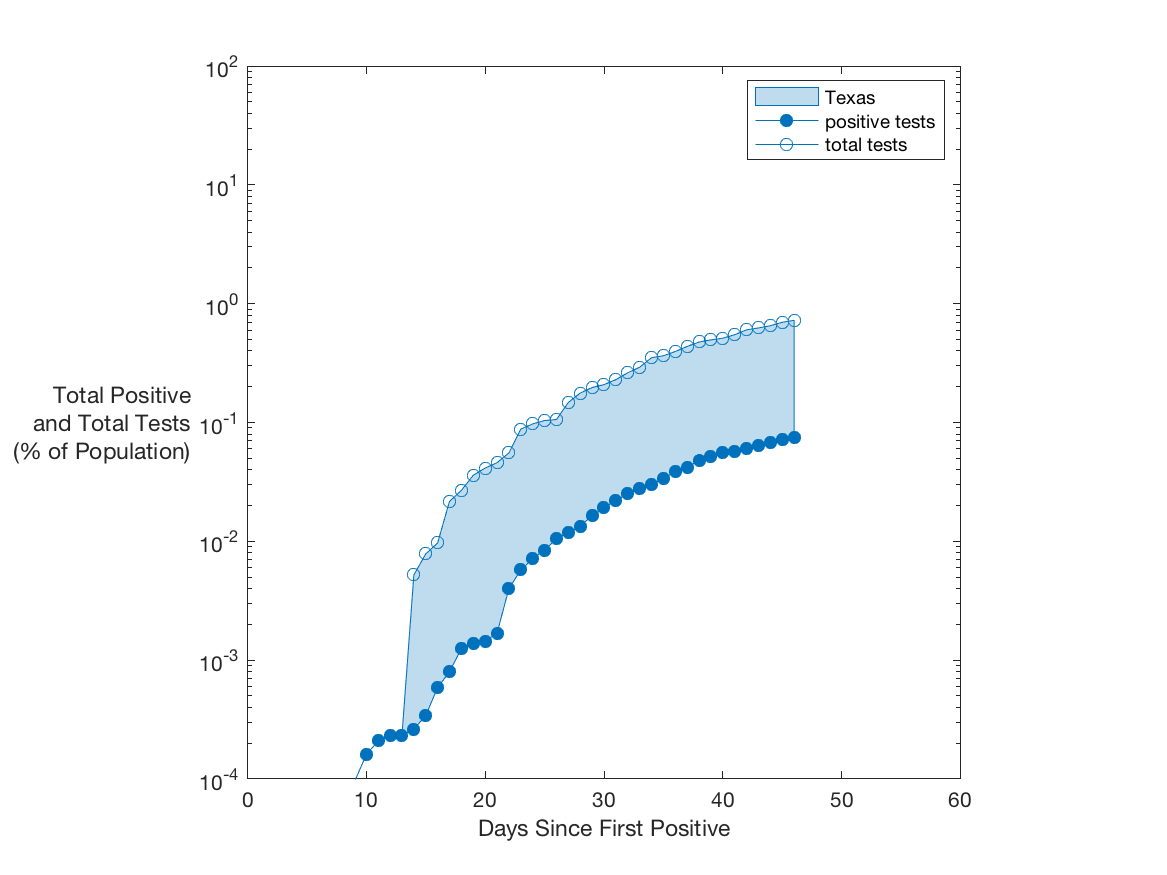 10^2
Texas
positive tests
total tests
10^1
10^0
Total Positive
and Total Tests
(% of Population)
10^-1
10^-2
10^-3
10^-4
0 10 20 30 40 50 60
Days Since First Positive